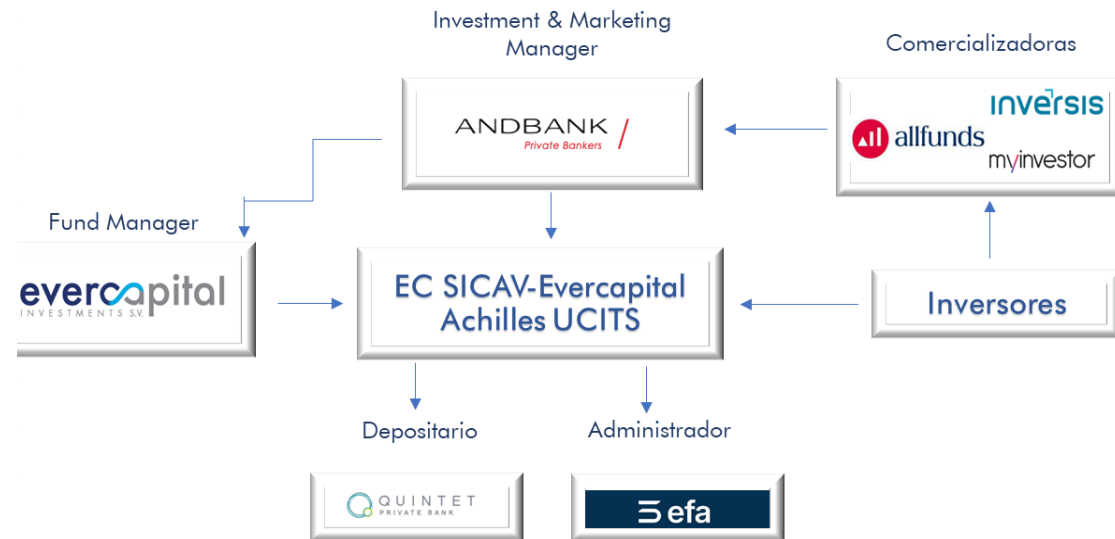 Investment & Marketing
Manager
Comercializadoras
ANDBANK
Private Bankers
inversis
allfunds
myinvestor
Fund Manager
evercapital
INVESTMENTS S.V.
EC SICAV-Evercapital
Achilles UCITS
Inversores
Depositario
Administrador
QUINTET
PRIVATE BANK
efa